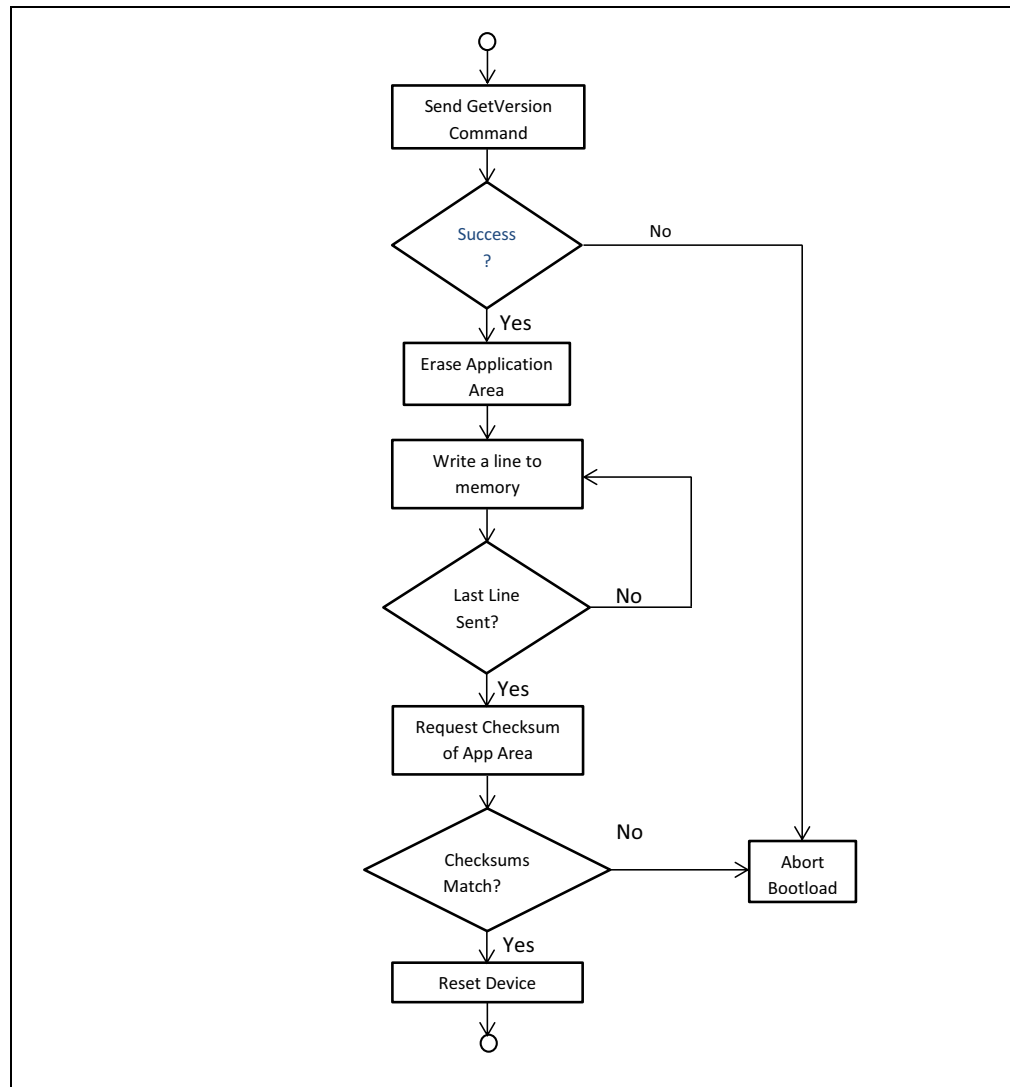 Send GetVersion
Command
Success
?
No
Yes
Erase Application
Area
Write a line to
memory
Last Line
Sent?
No
Yes
Request Checksum
of App Area
Checksums
Match?
No
Abort
Bootload
Yes
Reset Device